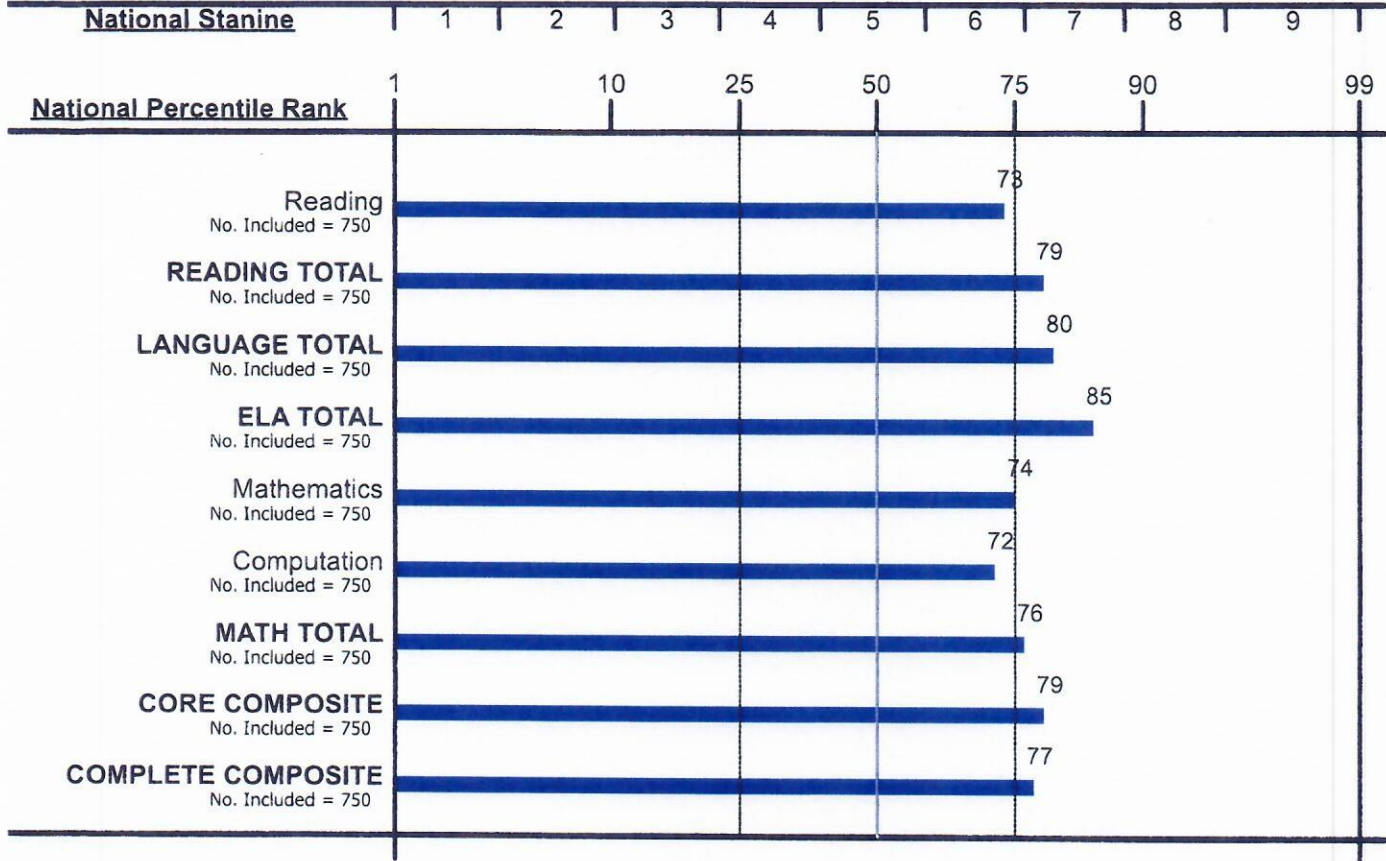 National Stanine 1 2 3 4 5 6 7 8 9
1 10 25 50 75 90 99
National Percentile Rank
73
Reading
No. Included = 750
79
READING TOTAL
No. Included = 750
80
LANGUAGE TOTAL
No. Included = 750
85
ELA TOTAL
No. Included = 750
74
Mathematics
No. Included = 750
72
Computation
No. Included = 750
76
MATH TOTAL
No. Included = 750
79
CORE COMPOSITE
No. Included = 750
77
COMPLETE COMPOSITE
No. Included = 750